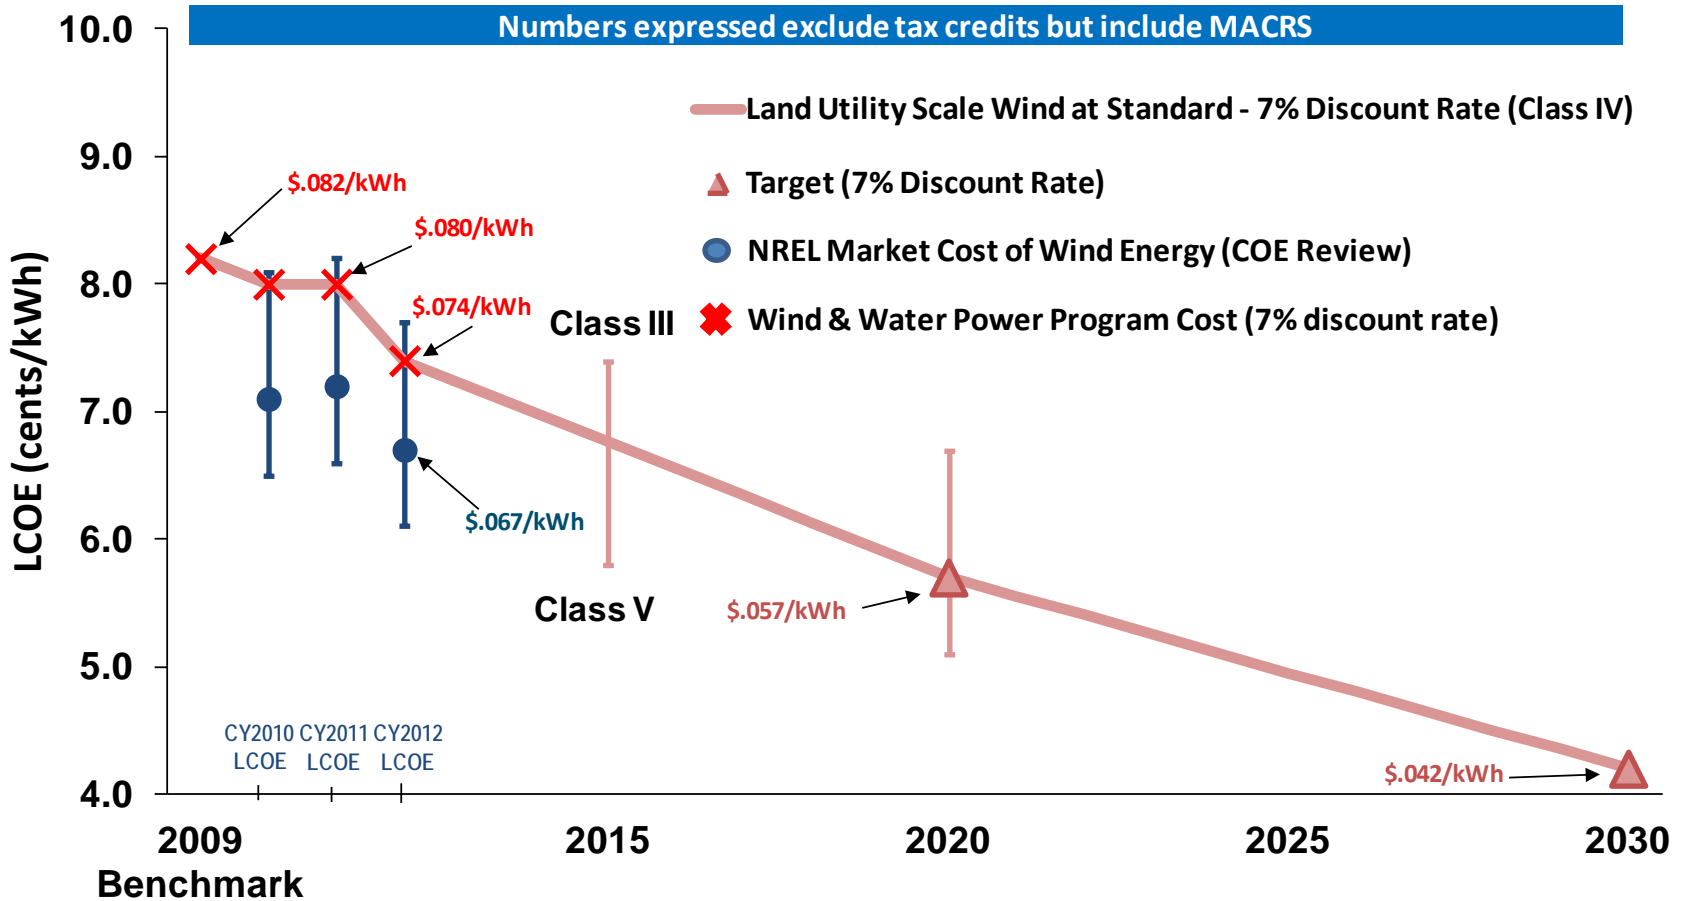 Numbers expressed exclude tax credits but include MACRS
10.0
9.0
8.0
7.0
6.0
5.0
4.0
LCOE (cents/kWh)
Land Utility Scale Wind at Standard - 7% Discount Rate (Class IV)
Target (7% Discount Rate)
NREL Market Cost of Wind Energy (COE Review)
Wind & Water Power Program Cost (7% discount rate)
$.082/kWh
$.080/kWh
$.074/kWh
Class III
$.067/kWh
Class V
$.057/kWh
$.042/kWh
CY2010 CY2011 CY2012
LCOE LCOE LCOE
2009 2015 2020 2025 2030
Benchmark